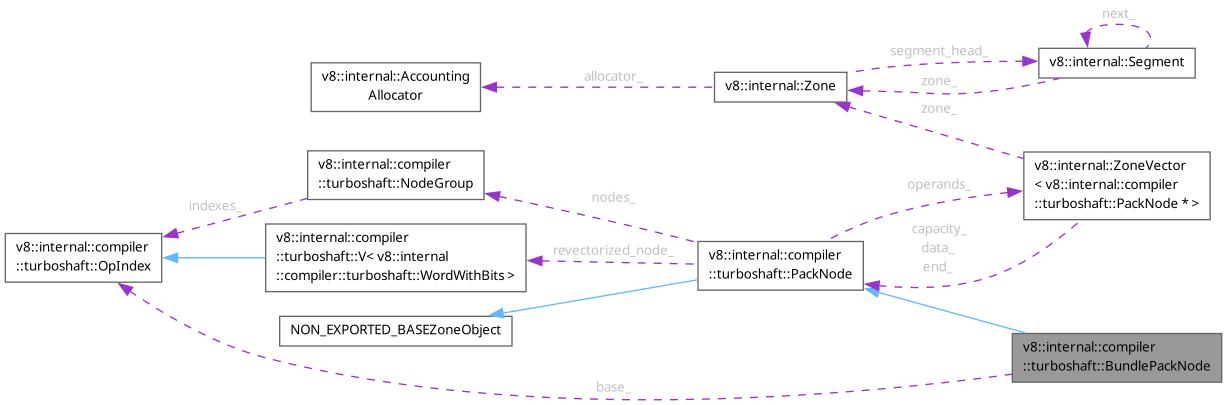 next_
segment_head_
v8::internal::Segment
v8::internal::Accounting
Allocator
allocator_
v8::internal::Zone
zone_
zone_
v8::internal::compiler
::turboshaft::NodeGroup
nodes_
operands_
v8::internal::ZoneVector
< v8::internal::compiler
::turboshaft::PackNode * >
indexes_
v8::internal::compiler
::turboshaft::OpIndex
v8::internal::compiler
::turboshaft::V< v8::internal
::compiler::turboshaft::WordWithBits >
revectorized_node_
v8::internal::compiler
::turboshaft::PackNode
capacity_
data_
end_
NON_EXPORTED_BASEZoneObject
v8::internal::compiler
::turboshaft::BundlePackNode
base_